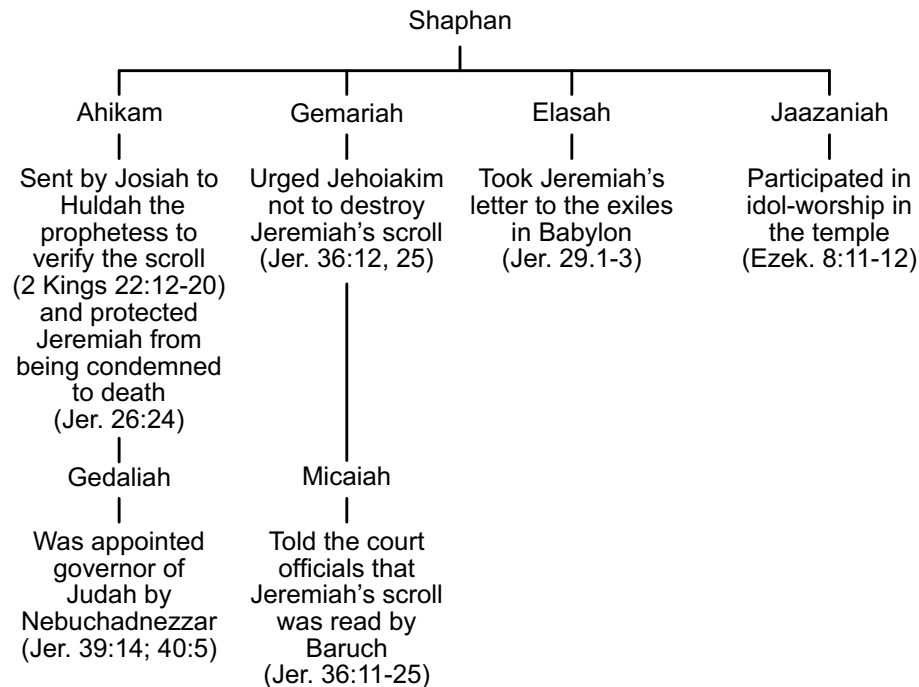 Shaphan
Ahikam
Sent by Josiah to
Huldah the
prophetess to
verify the scroll
(2 Kings 22:12-20)
and protected
Jeremiah from
being condemned
to death
(Jer. 26:24)
Gedaliah
Was appointed
governor of
Judah by
Nebuchadnezzar
(Jer. 39:14; 40:5)
Gemariah
Urged Jehoiakim
not to destroy
Jeremiah’s scroll
(Jer. 36:12, 25)
Micaiah
Told the court
officials that
Jeremiah’s scroll
was read by
Baruch
(Jer. 36:11-25)
Elasah
Took Jeremiah’s
letter to the exiles
in Babylon
(Jer. 29.1-3)
Jaazaniah
Participated in
idol-worship in
the temple
(Ezek. 8:11-12)